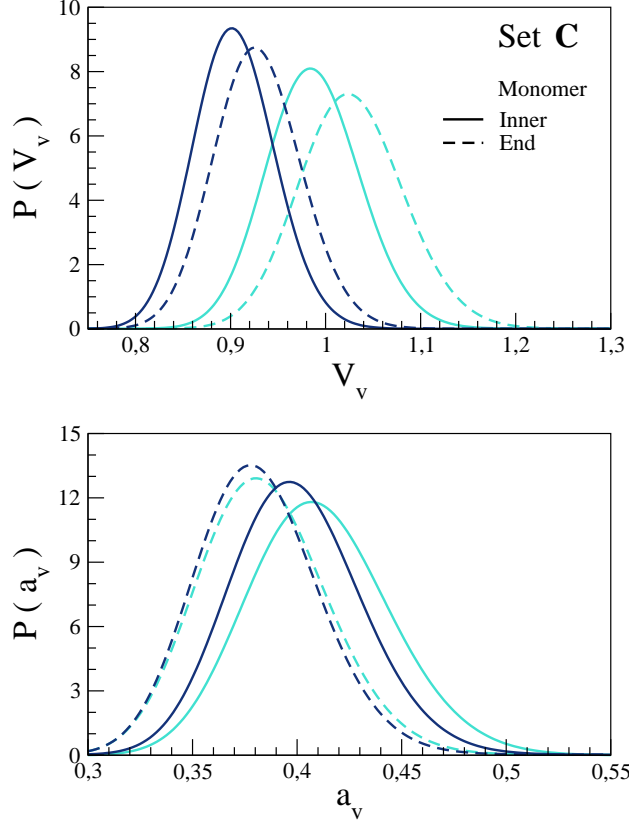 Set C
Monomer
Inner
End
P ( V_v )
10
8
6
4
2
0
0,8 0,9 1 1,1 1,2 1,3
V_v
P ( a_v )
15
12
9
6
3
0
0,3 0,35 0,4 0,45 0,5 0,55
a_v